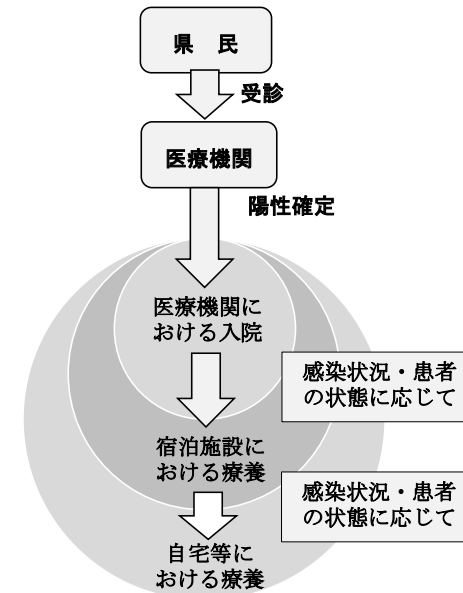 県　民
受診
医療機関
陽性確定
医療機関に
おける入院
感染状況・患者
の状態に応じて
宿泊施設に
おける療養
感染状況・患者
の状態に応じて
自宅等に
おける療養